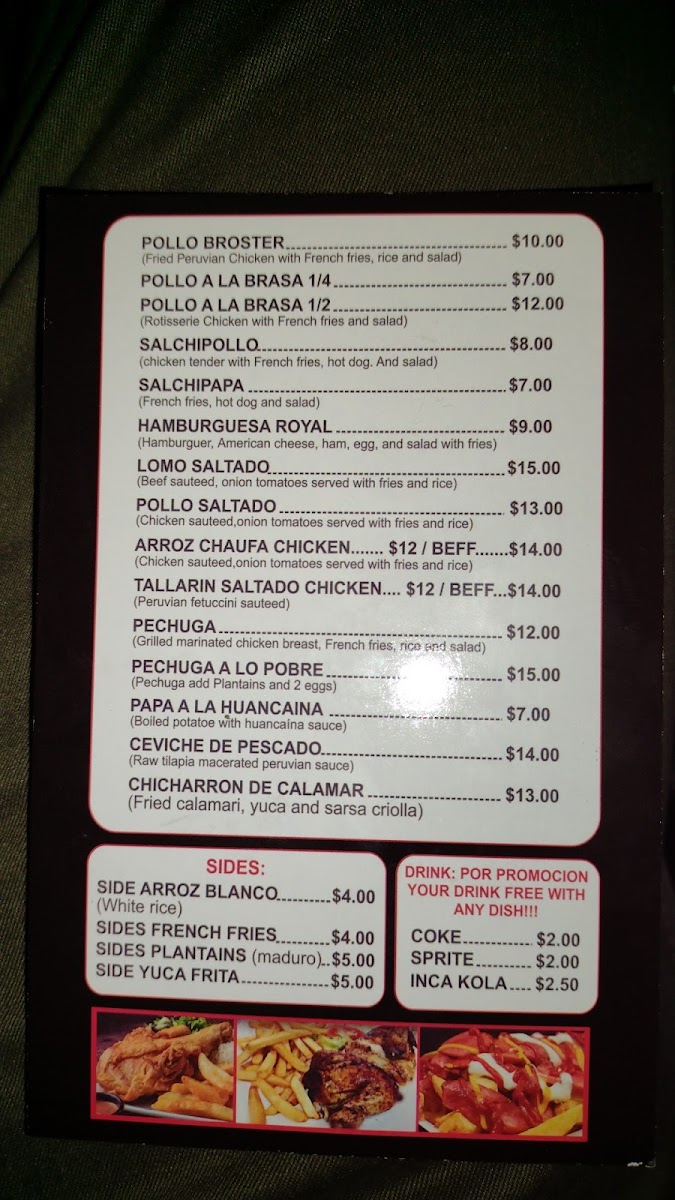 POLLO BROSTER................ $10.00
(Fried Peruvian Chicken with French fries, rice and salad)
POLLO A LA BRASA 1/4................ $7.00
POLLO A LA BRASA 1/2................ $12.00
(Rotisserie Chicken with French fries and salad)
SALCHIPOLLO................ $8.00
(chicken tender with French fries, hot dog. And salad)
SALCHIPAPA ................ $7.00
(French fries, hot dog and salad)
HAMBURGUESA ROYAL ................ $9.00
(Hamburguer, American cheese, ham, egg, and salad with fries)
LOMO SALTADO................ $15.00
(Beef sauteed, onion tomatoes served with fries and rice)
POLLO SALTADO ................ $13.00
(Chicken sauteed,onion tomatoes served with fries and rice)
ARROZ CHAUFA CHICKEN....... $12 / BEFF.......$14.00
(Chicken sauteed,onion tomatoes served with fries and rice)
TALLARIN SALTADO CHICKEN.... $12 / BEFF...$14.00
(Peruvian fetuccini sauteed)
PECHUGA................ $12.00
(Grilled marinated chicken breast, French fries, rice and salad)
PECHUGA A LO POBRE................ $15.00
(Pechuga add Plantains and 2 eggs)
PAPA A LA HUANCAINA ................ $7.00
(Boiled potatoe with huancaina sauce)
CEVICHE DE PESCADO................ $14.00
(Raw tilapia macerated peruvian sauce)
CHICHARRON DE CALAMAR ................ $13.00
(Fried calamari, yuca and sarsa criolla)
SIDES:
SIDE ARROZ BLANCO..........$4.00
(White rice)
SIDES FRENCH FRIES..........$4.00
SIDES PLANTAINS (maduro)..$5.00
SIDE YUCA FRITA................$5.00
DRINK: POR PROMOCION
YOUR DRINK FREE WITH
ANY DISH!!!
COKE............. $2.00
SPRITE.......... $2.00
INCA KOLA.... $2.50